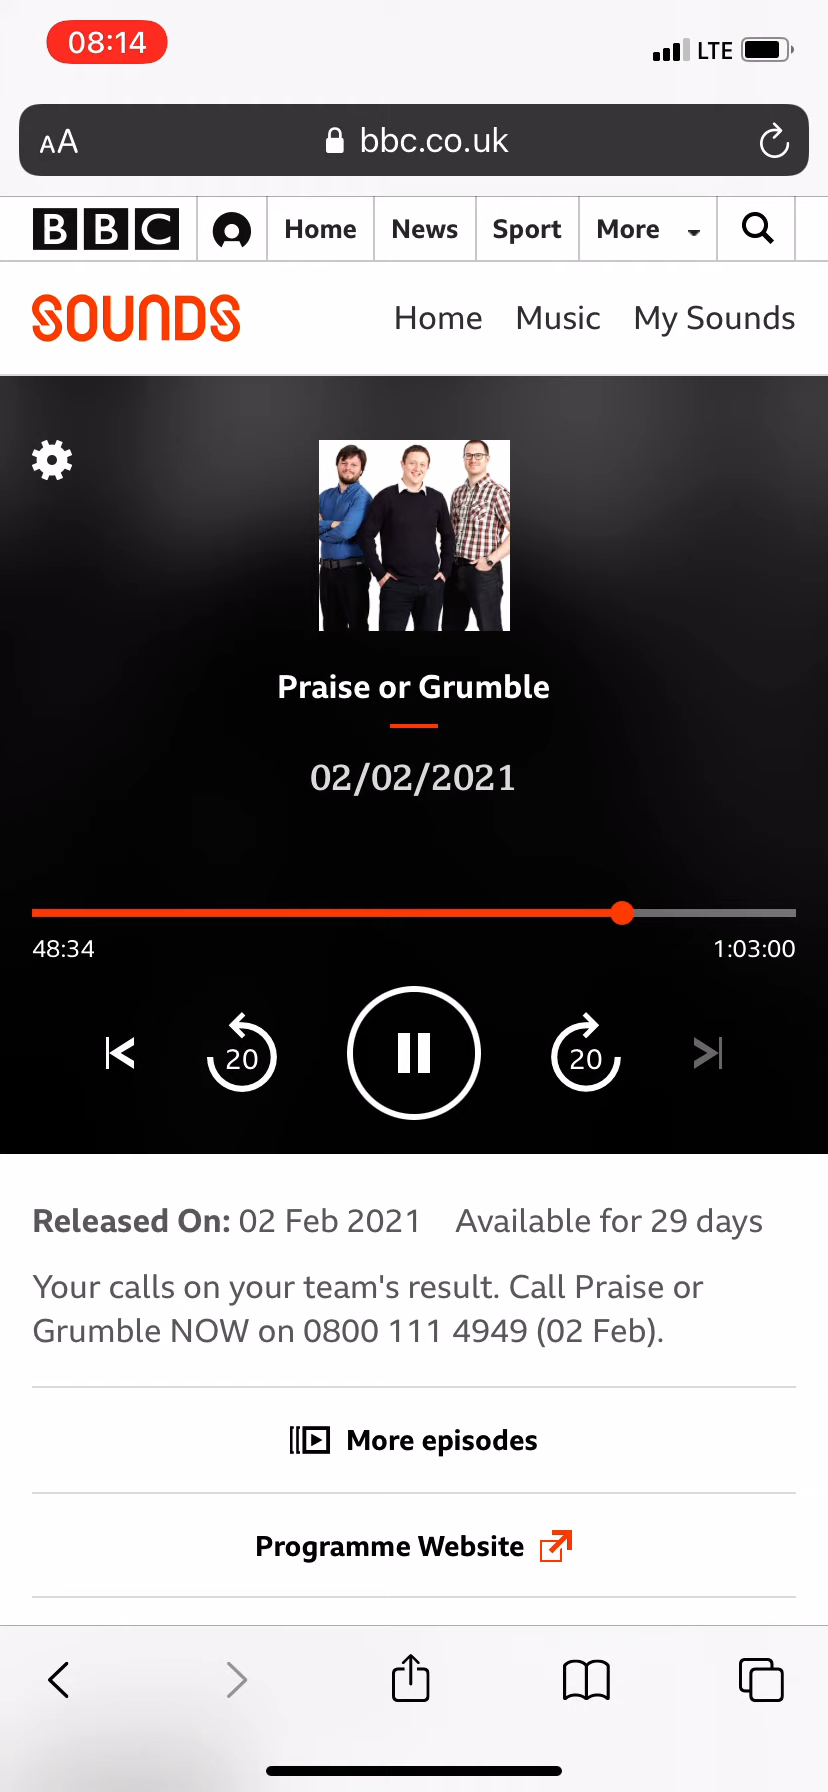 08:14 LTE
AA bbc.co.uk
BBC Home News Sport More
SOUNDS Home Music My Sounds
Praise or Grumble
02/02/2021
48:34 1:03:00
20 20
Released On: 02 Feb 2021 Available for 29 days
Your calls on your team's result. Call Praise or
Grumble NOW on 0800 111 4949 (02 Feb).
More episodes
Programme Website